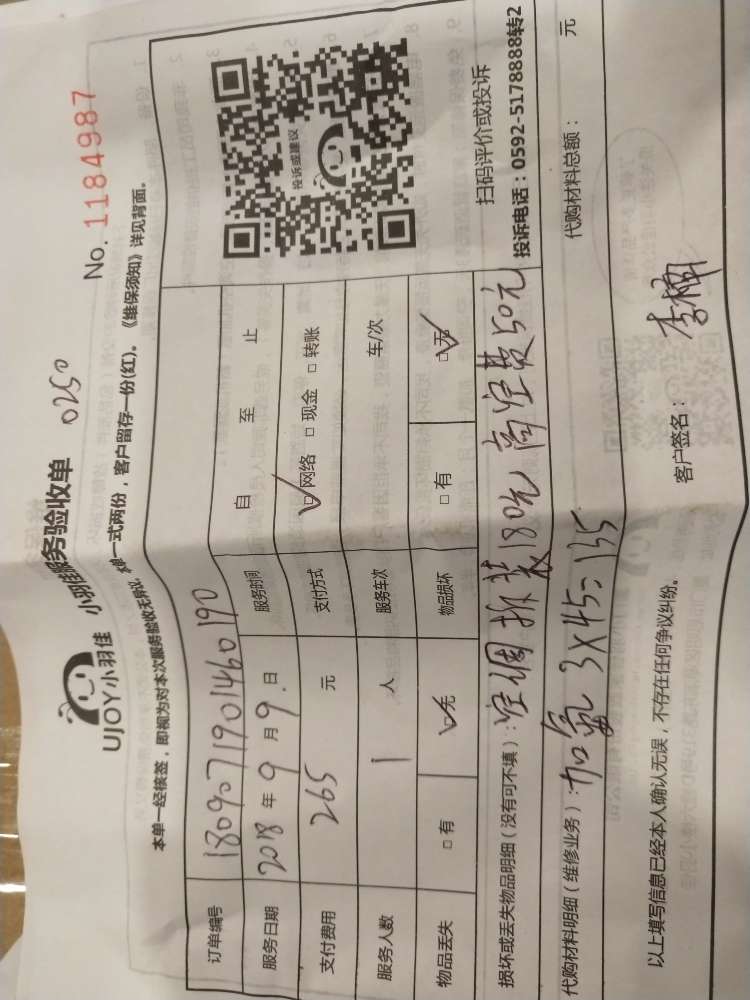 UJOY小羽佳
小羽佳服务验收单 0250
No. 1184987
本单一经核签,即视为对本次服务验收无异议。本单一式两份,客户留存一份(红)。《维保须知》详见背面。
订单编号 1809071901460190
服务日期 2018年9月9日 服务时间 自 至 止
支付费用 265 元 支付方式 □网络 □现金 □转账
服务人数 1 人 服务车次 车/次
物品丢失 □有 □无 物品损坏 □有 □无
投诉或建议
扫码评价或投诉
投诉电话:0592-5178888转2
损坏或丢失物品明细(没有可不填):空调拆装180元 高空费50元
代购材料明细(维修业务):加氟 3×45=135 代购材料总额: 元
以上填写信息已经本人确认无误,不存在任何争议纠纷。
客户签名: